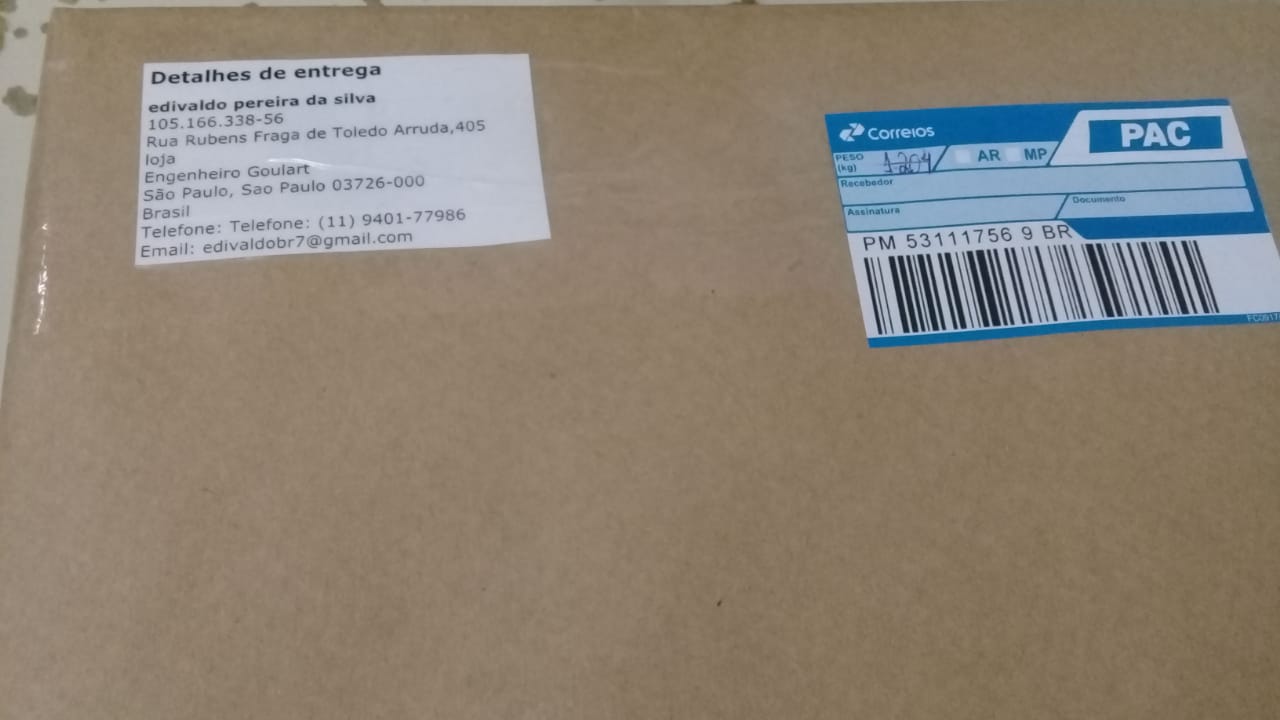 Detalhes de entrega
edivaldo pereira da silva
105.166.338-56
Rua Rubens Fraga de Toledo Arruda,405
loja
Engenheiro Goulart
São Paulo, Sao Paulo 03726-000
Brasil
Telefone: Telefone: (11) 9401-77986
Email: edivaldobr7@gmail.com
Correios
PAC
PESO
(kg)
AR MP
Recebedor
Assinatura
Documento
PM 53111756 9 BR